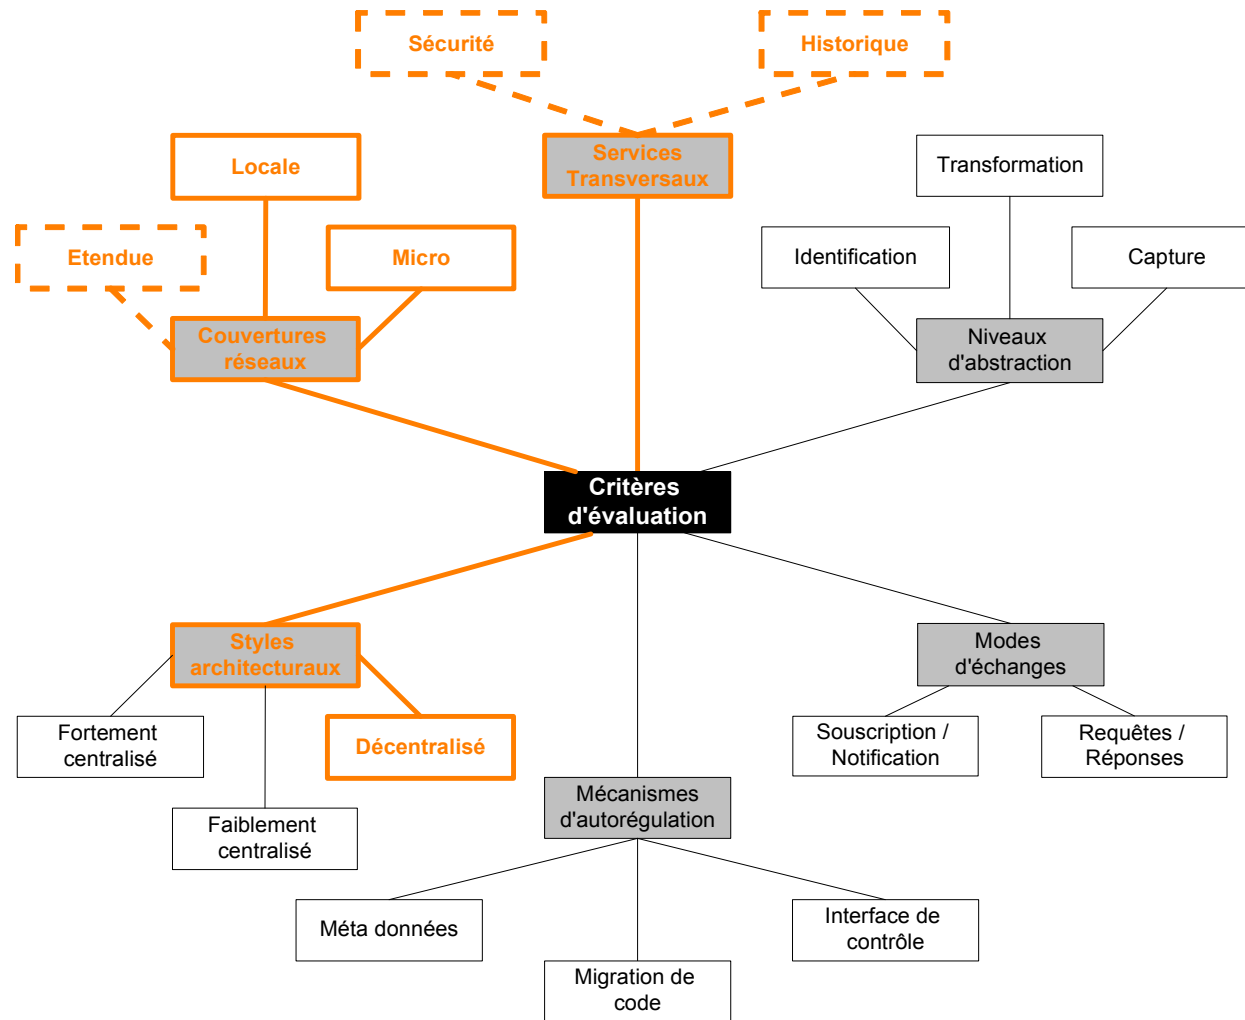 Sécurité
Historique
Services
Transversaux
Locale
Transformation
Etendue
Micro
Identification
Capture
Couvertures
réseaux
Niveaux
d'abstraction
Critères
d'évaluation
Styles
architecturaux
Modes
d'échanges
Fortement
centralisé
Décentralisé
Souscription /
Notification
Requêtes /
Réponses
Mécanismes
d'autorégulation
Faiblement
centralisé
Méta données
Interface de
contrôle
Migration de
code